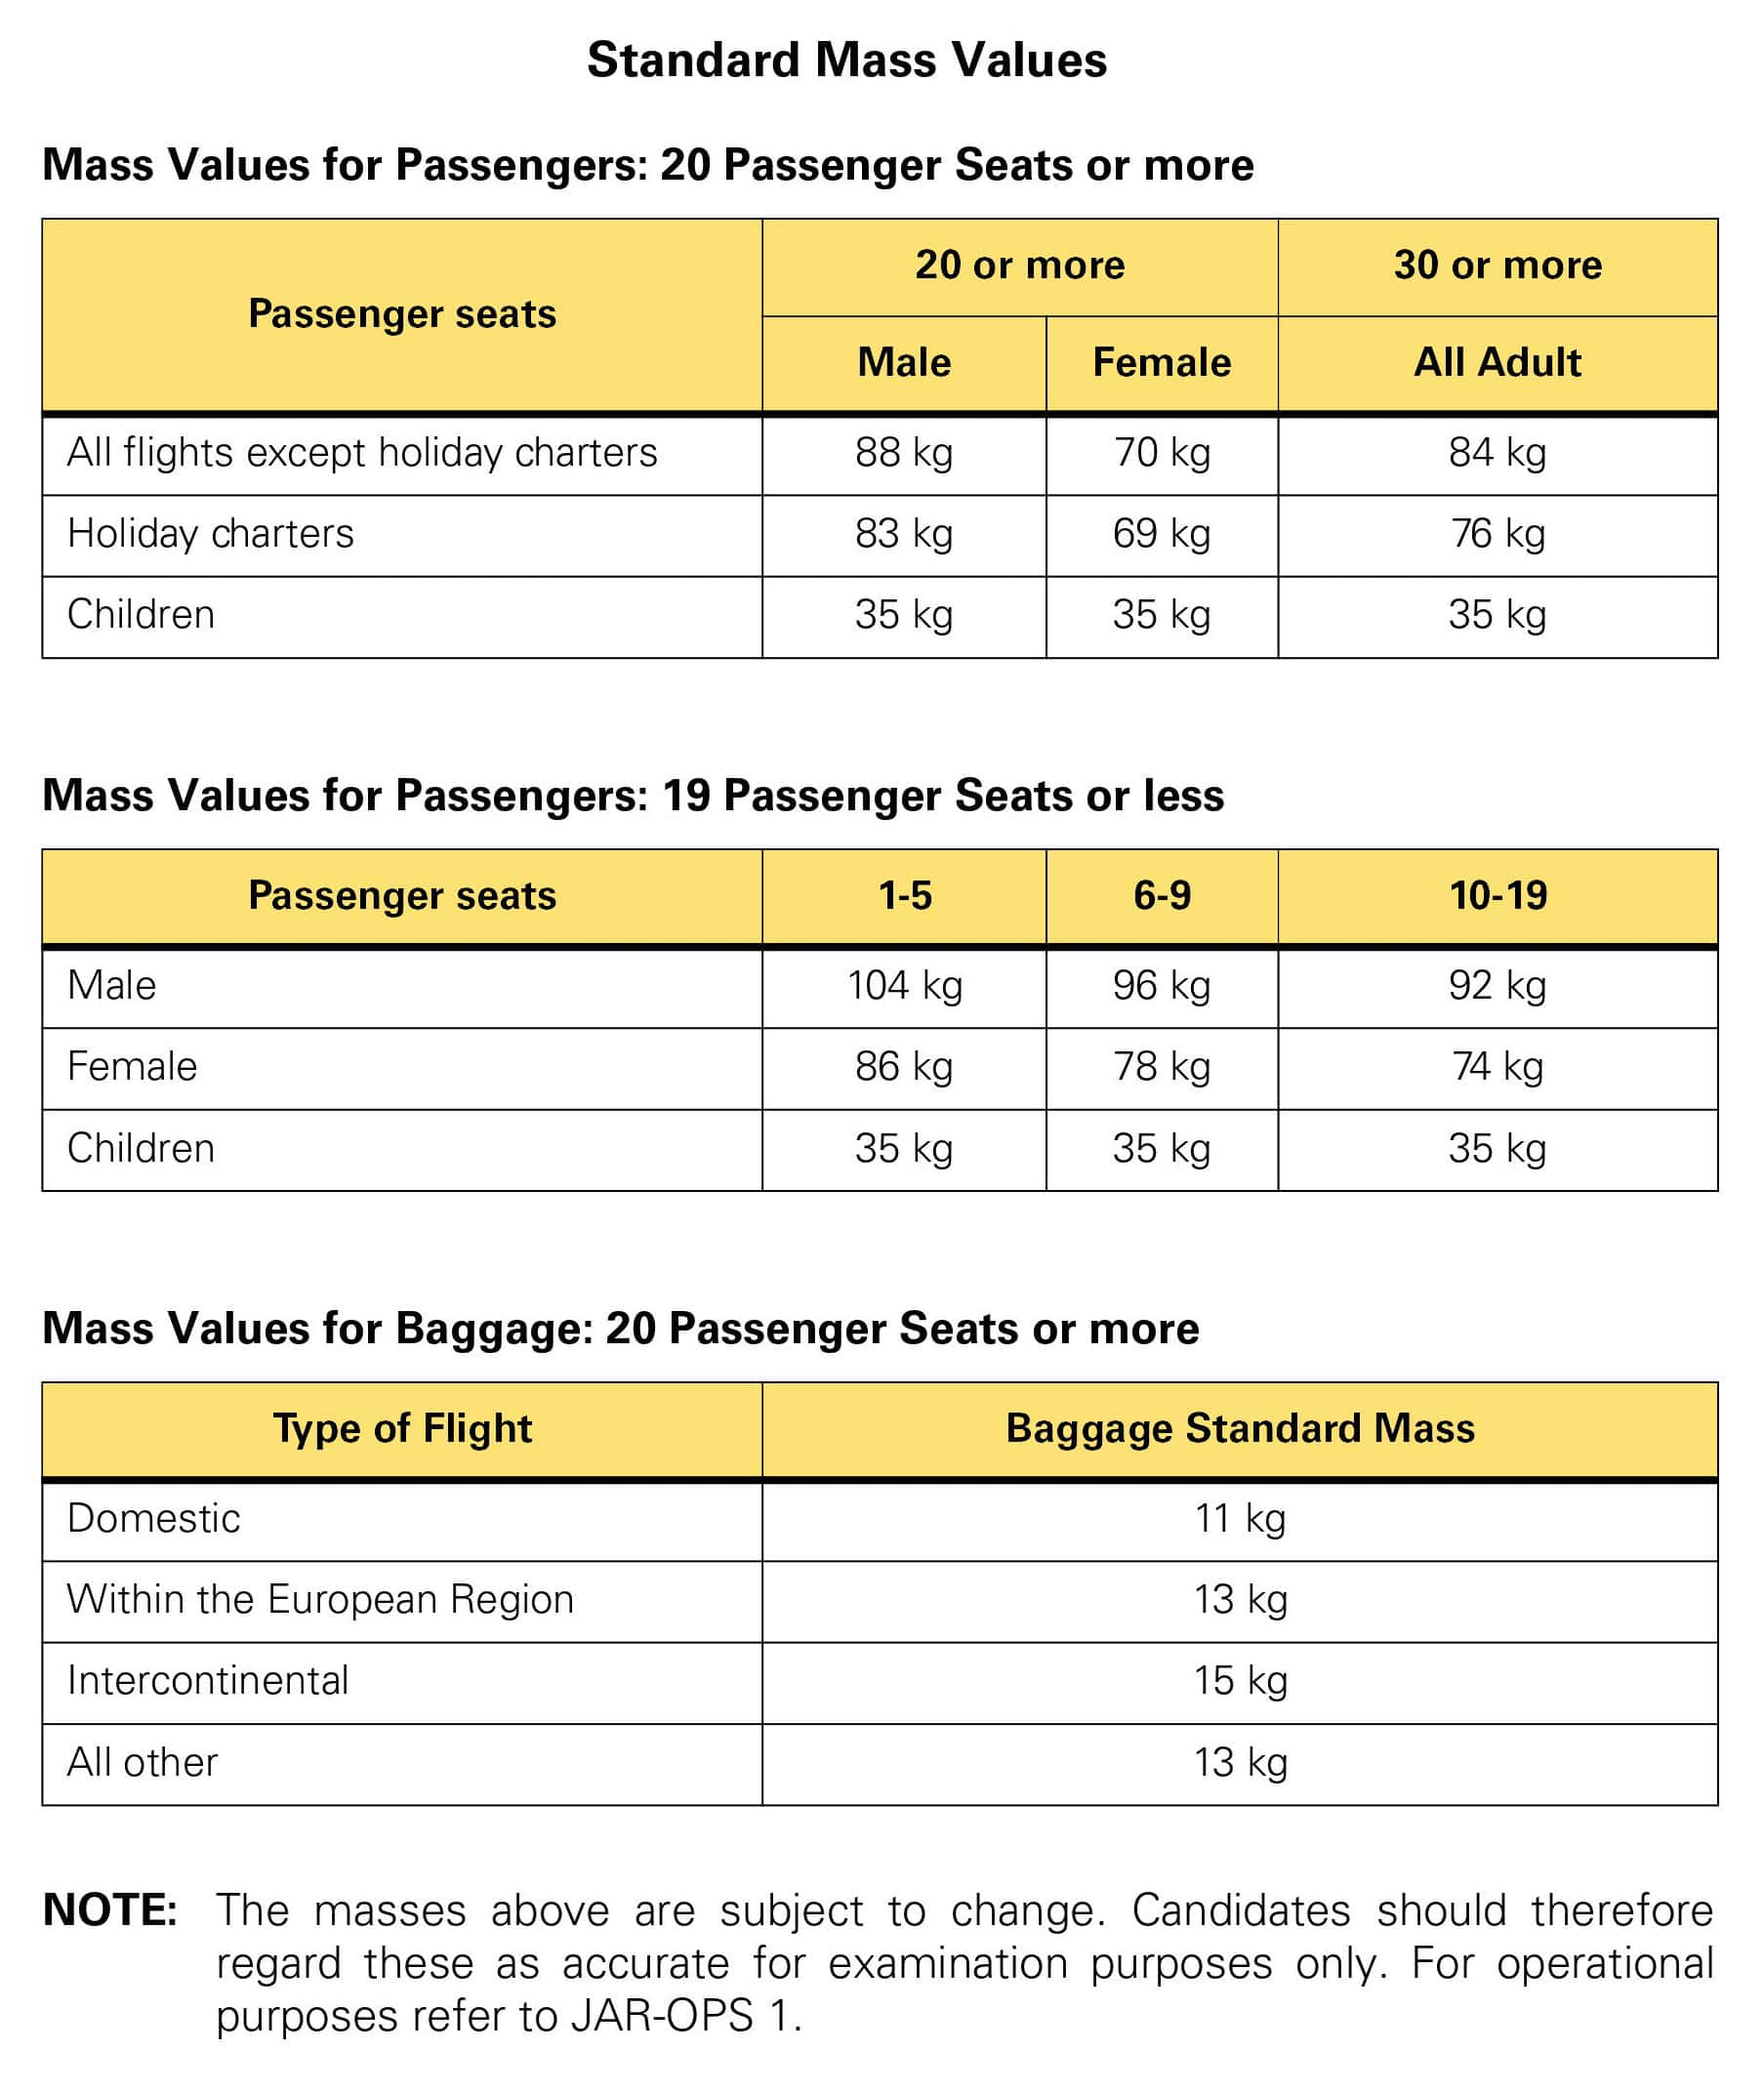 Standard Mass Values
Mass Values for Passengers: 20 Passenger Seats or more
Passenger seats
20 or more
30 or more
Male
Female
All Adult
All flights except holiday charters
88 kg
70 kg
84 kg
Holiday charters
83 kg
69 kg
76 kg
Children
35 kg
35 kg
35 kg
Mass Values for Passengers: 19 Passenger Seats or less
Passenger seats
1-5
6-9
10-19
Male
104 kg
96 kg
92 kg
Female
86 kg
78 kg
74 kg
Children
35 kg
35 kg
35 kg
Mass Values for Baggage: 20 Passenger Seats or more
Type of Flight
Baggage Standard Mass
Domestic
11 kg
Within the European Region
13 kg
Intercontinental
15 kg
All other
13 kg
NOTE: The masses above are subject to change. Candidates should therefore
regard these as accurate for examination purposes only. For operational
purposes refer to JAR-OPS 1.